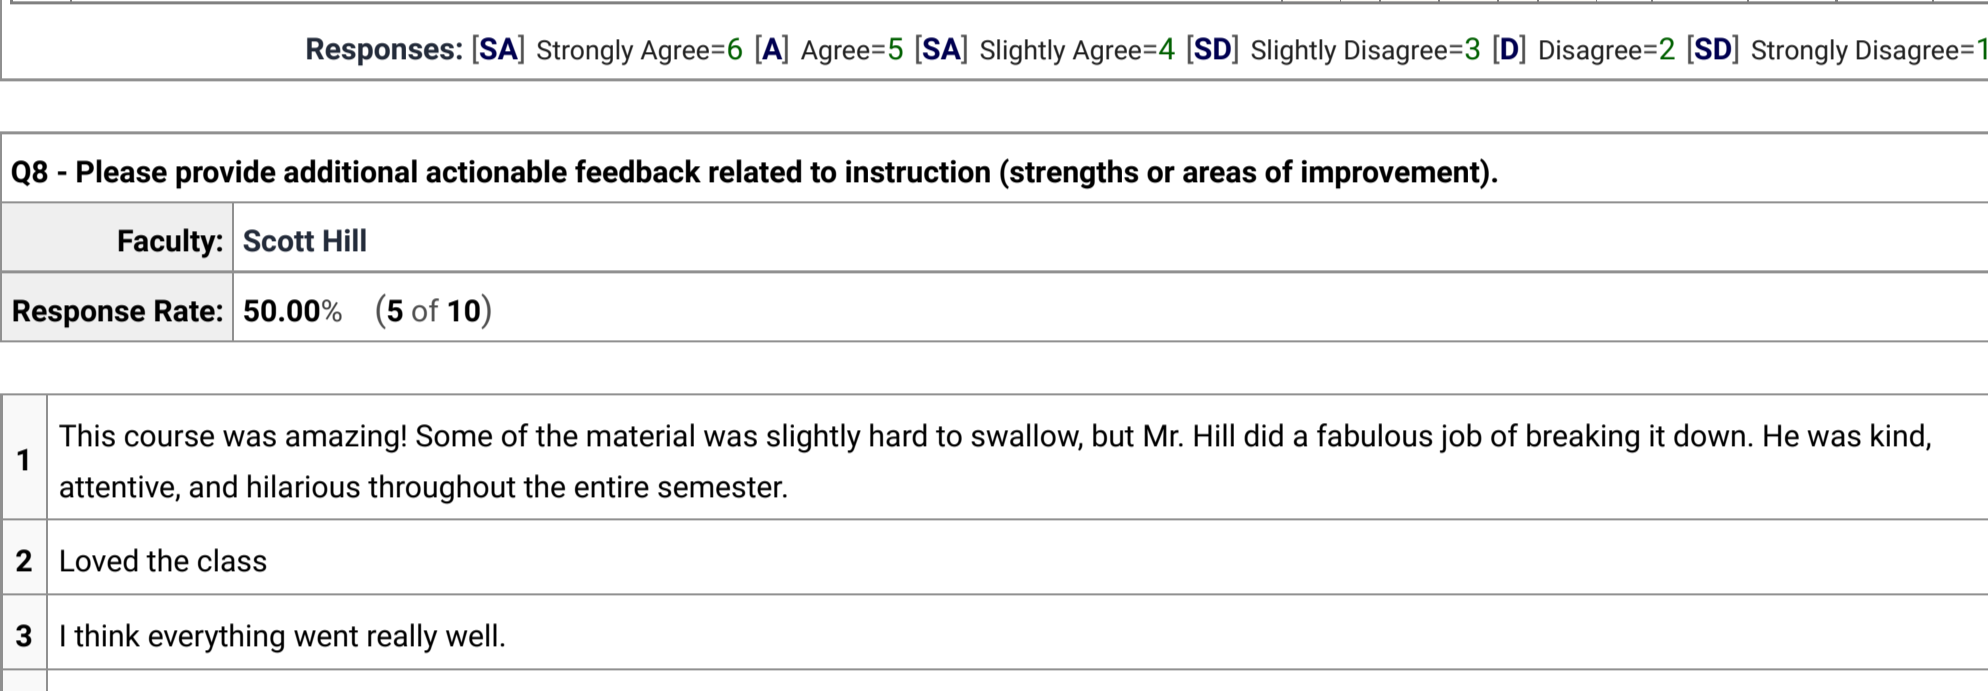 Responses: [SA] Strongly Agree=6 [A] Agree=5 [SA] Slightly Agree=4 [SD] Slightly Disagree=3 [D] Disagree=2 [SD] Strongly Disagree=1
Q8 - Please provide additional actionable feedback related to instruction (strengths or areas of improvement).
Faculty: Scott Hill
Response Rate: 50.00% (5 of 10)
1 This course was amazing! Some of the material was slightly hard to swallow, but Mr. Hill did a fabulous job of breaking it down. He was kind,
attentive, and hilarious throughout the entire semester.
2 Loved the class
3 I think everything went really well.